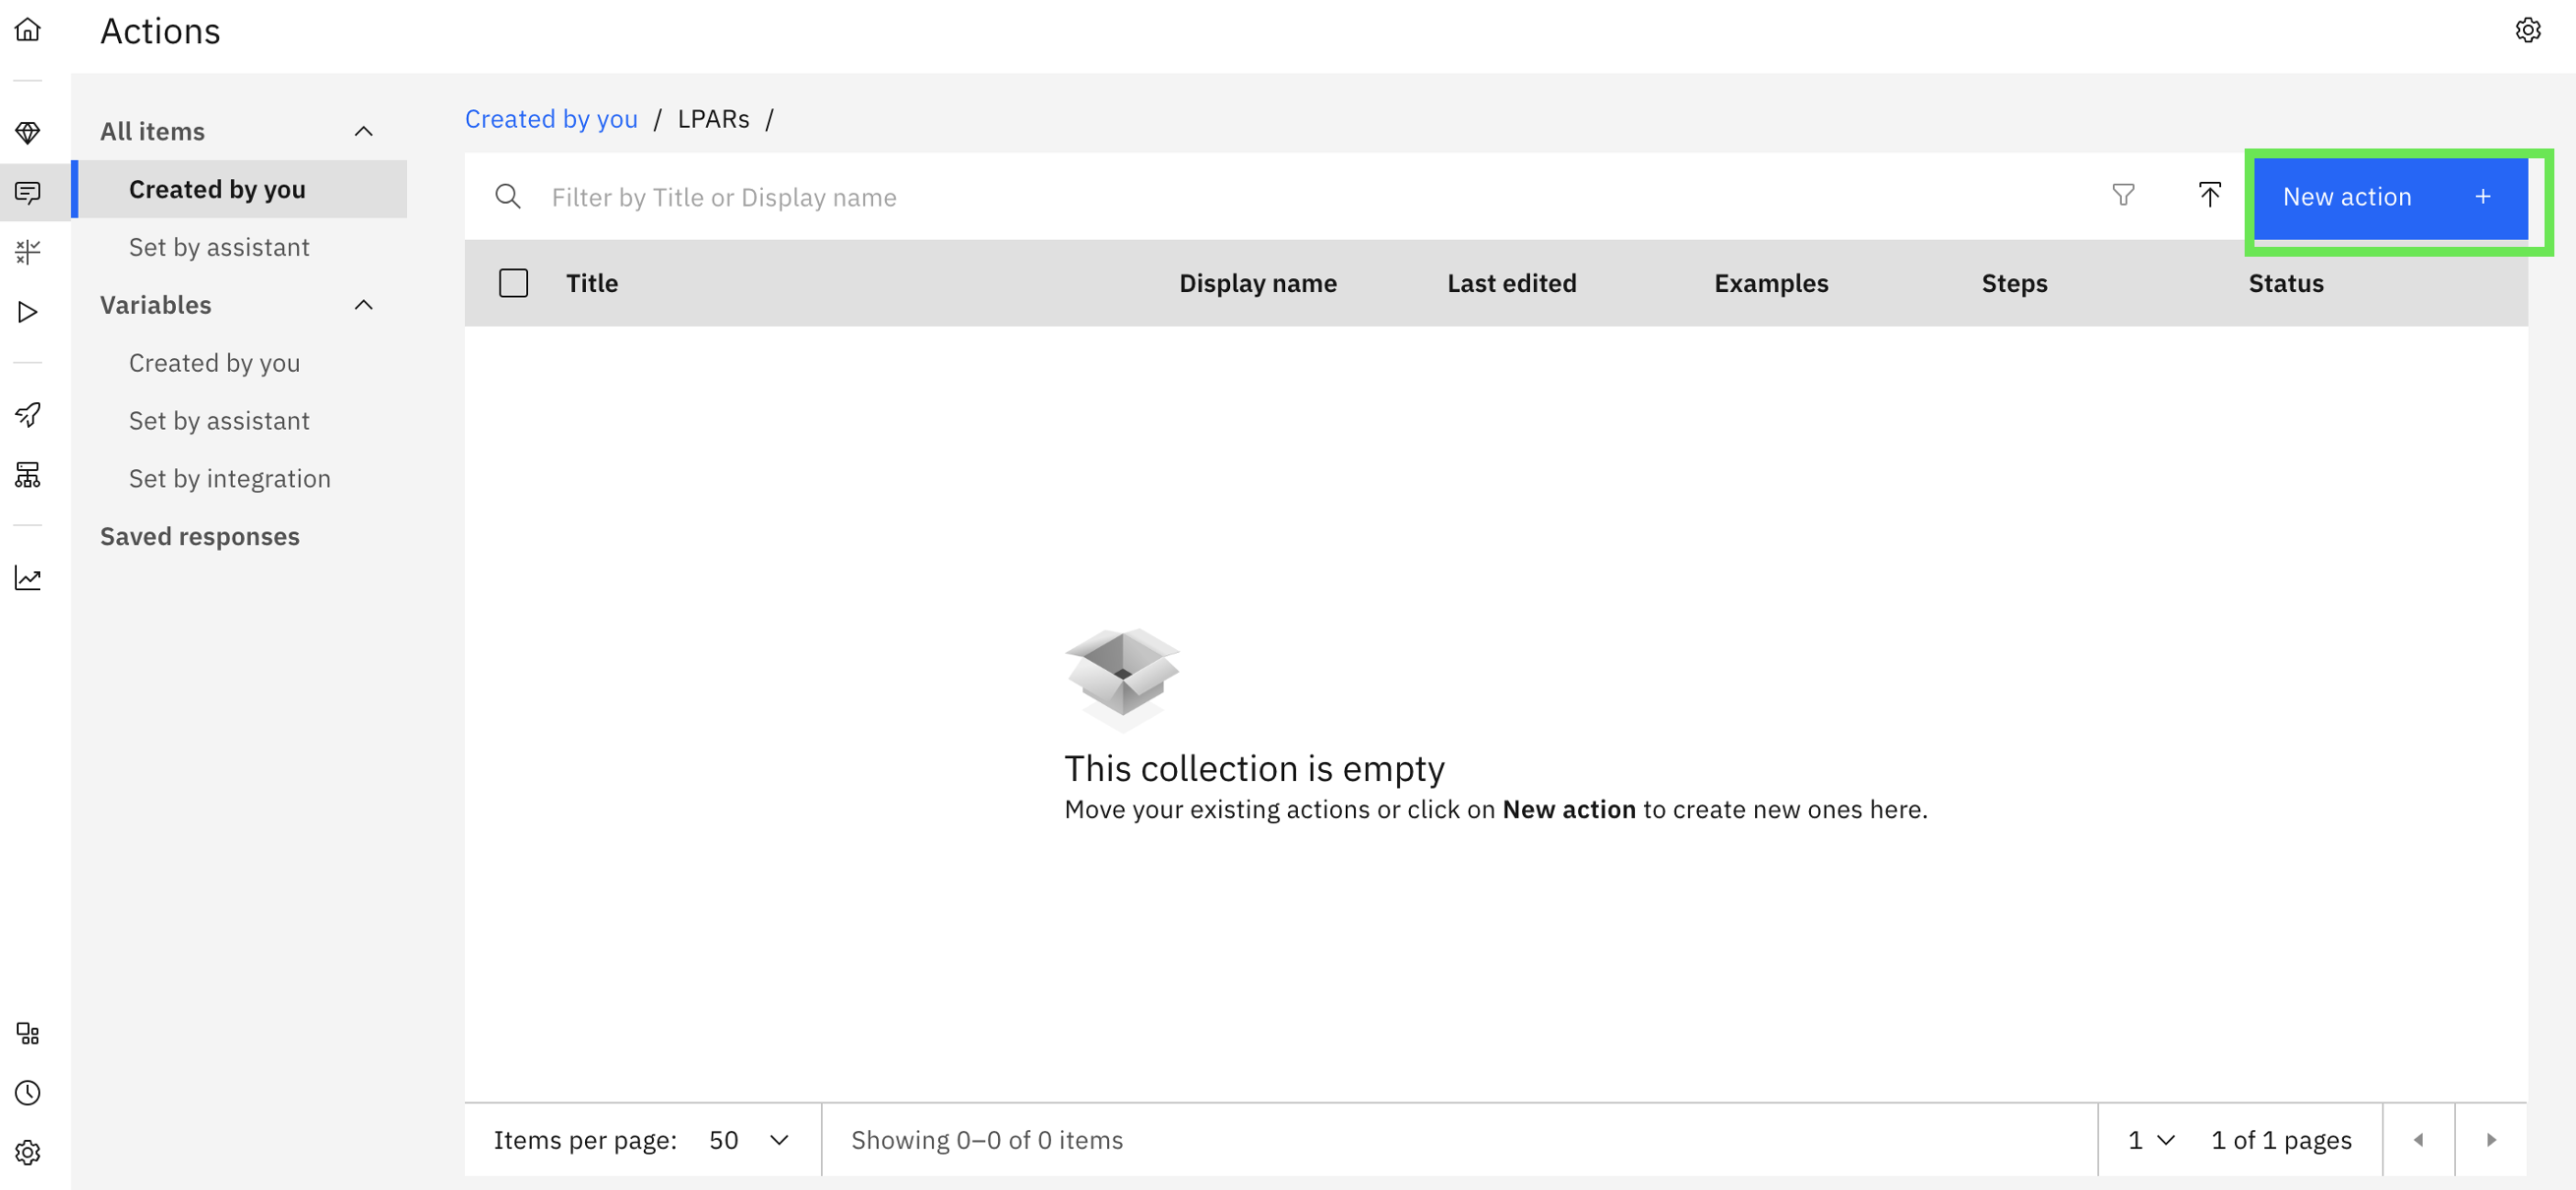 Actions
All items
Created by you
Set by assistant
Variables
Created by you
Set by assistant
Set by integration
Saved responses
Created by you / LPARs /
Filter by Title or Display name
New action +
Title Display name Last edited Examples Steps Status
This collection is empty
Move your existing actions or click on New action to create new ones here.
Items per page: 50 Showing 0–0 of 0 items 1 1 of 1 pages